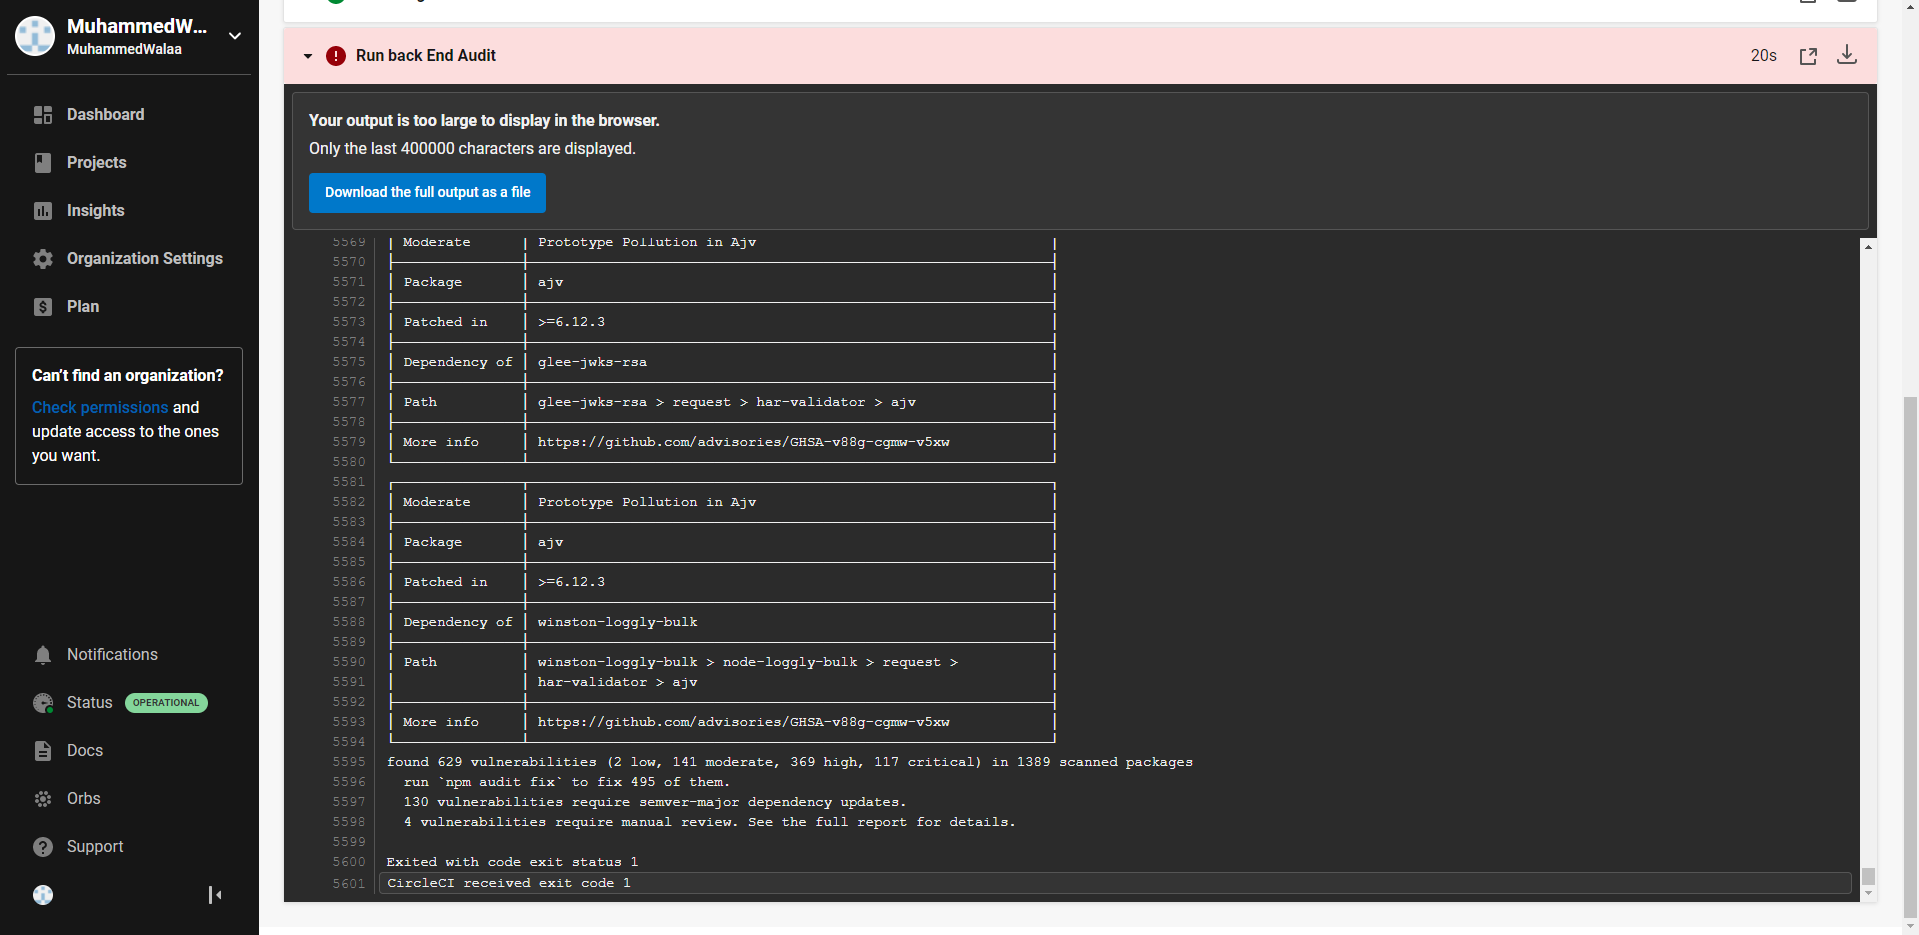 MuhammedW...
MuhammedWalaa
Dashboard
Projects
Insights
Organization Settings
Plan
Can't find an organization?
Check permissions and
update access to the ones
you want.
Notifications
Status OPERATIONAL
Docs
Orbs
Support
Run back End Audit 20s
Your output is too large to display in the browser.
Only the last 400000 characters are displayed.
Download the full output as a file
5569 Moderate Prototype Pollution in Ajv
5570
5571 Package ajv
5572
5573 Patched in >=6.12.3
5574
5575 Dependency of glee-jwks-rsa
5576
5577 Path glee-jwks-rsa > request > har-validator > ajv
5578
5579 More info https://github.com/advisories/GHSA-v88g-cgmw-v5xw
5580
5581
5582 Moderate Prototype Pollution in Ajv
5583
5584 Package ajv
5585
5586 Patched in >=6.12.3
5587
5588 Dependency of winston-loggly-bulk
5589
5590 Path winston-loggly-bulk > node-loggly-bulk > request >
5591 har-validator > ajv
5592
5593 More info https://github.com/advisories/GHSA-v88g-cgmw-v5xw
5594
5595 found 629 vulnerabilities (2 low, 141 moderate, 369 high, 117 critical) in 1389 scanned packages
5596 run `npm audit fix` to fix 495 of them.
5597 130 vulnerabilities require semver-major dependency updates.
5598 4 vulnerabilities require manual review. See the full report for details.
5599
5600 Exited with code exit status 1
5601 CircleCI received exit code 1